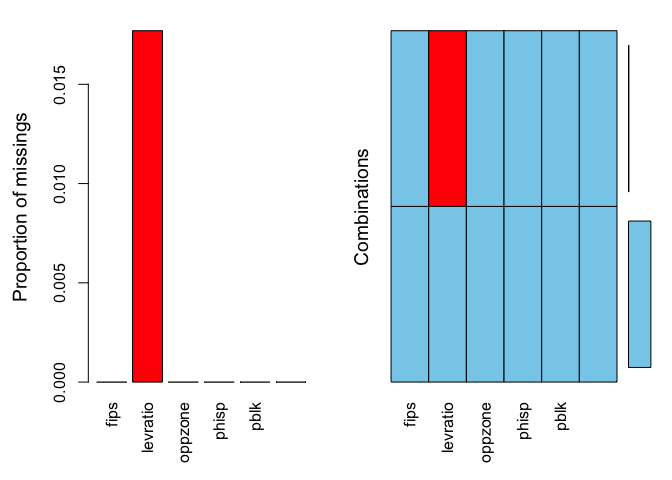 Proportion of missings
0.015
0.010
0.005
0.000
fips
levratio
oppzone
phisp
pblk
Combinations
fips
levratio
oppzone
phisp
pblk